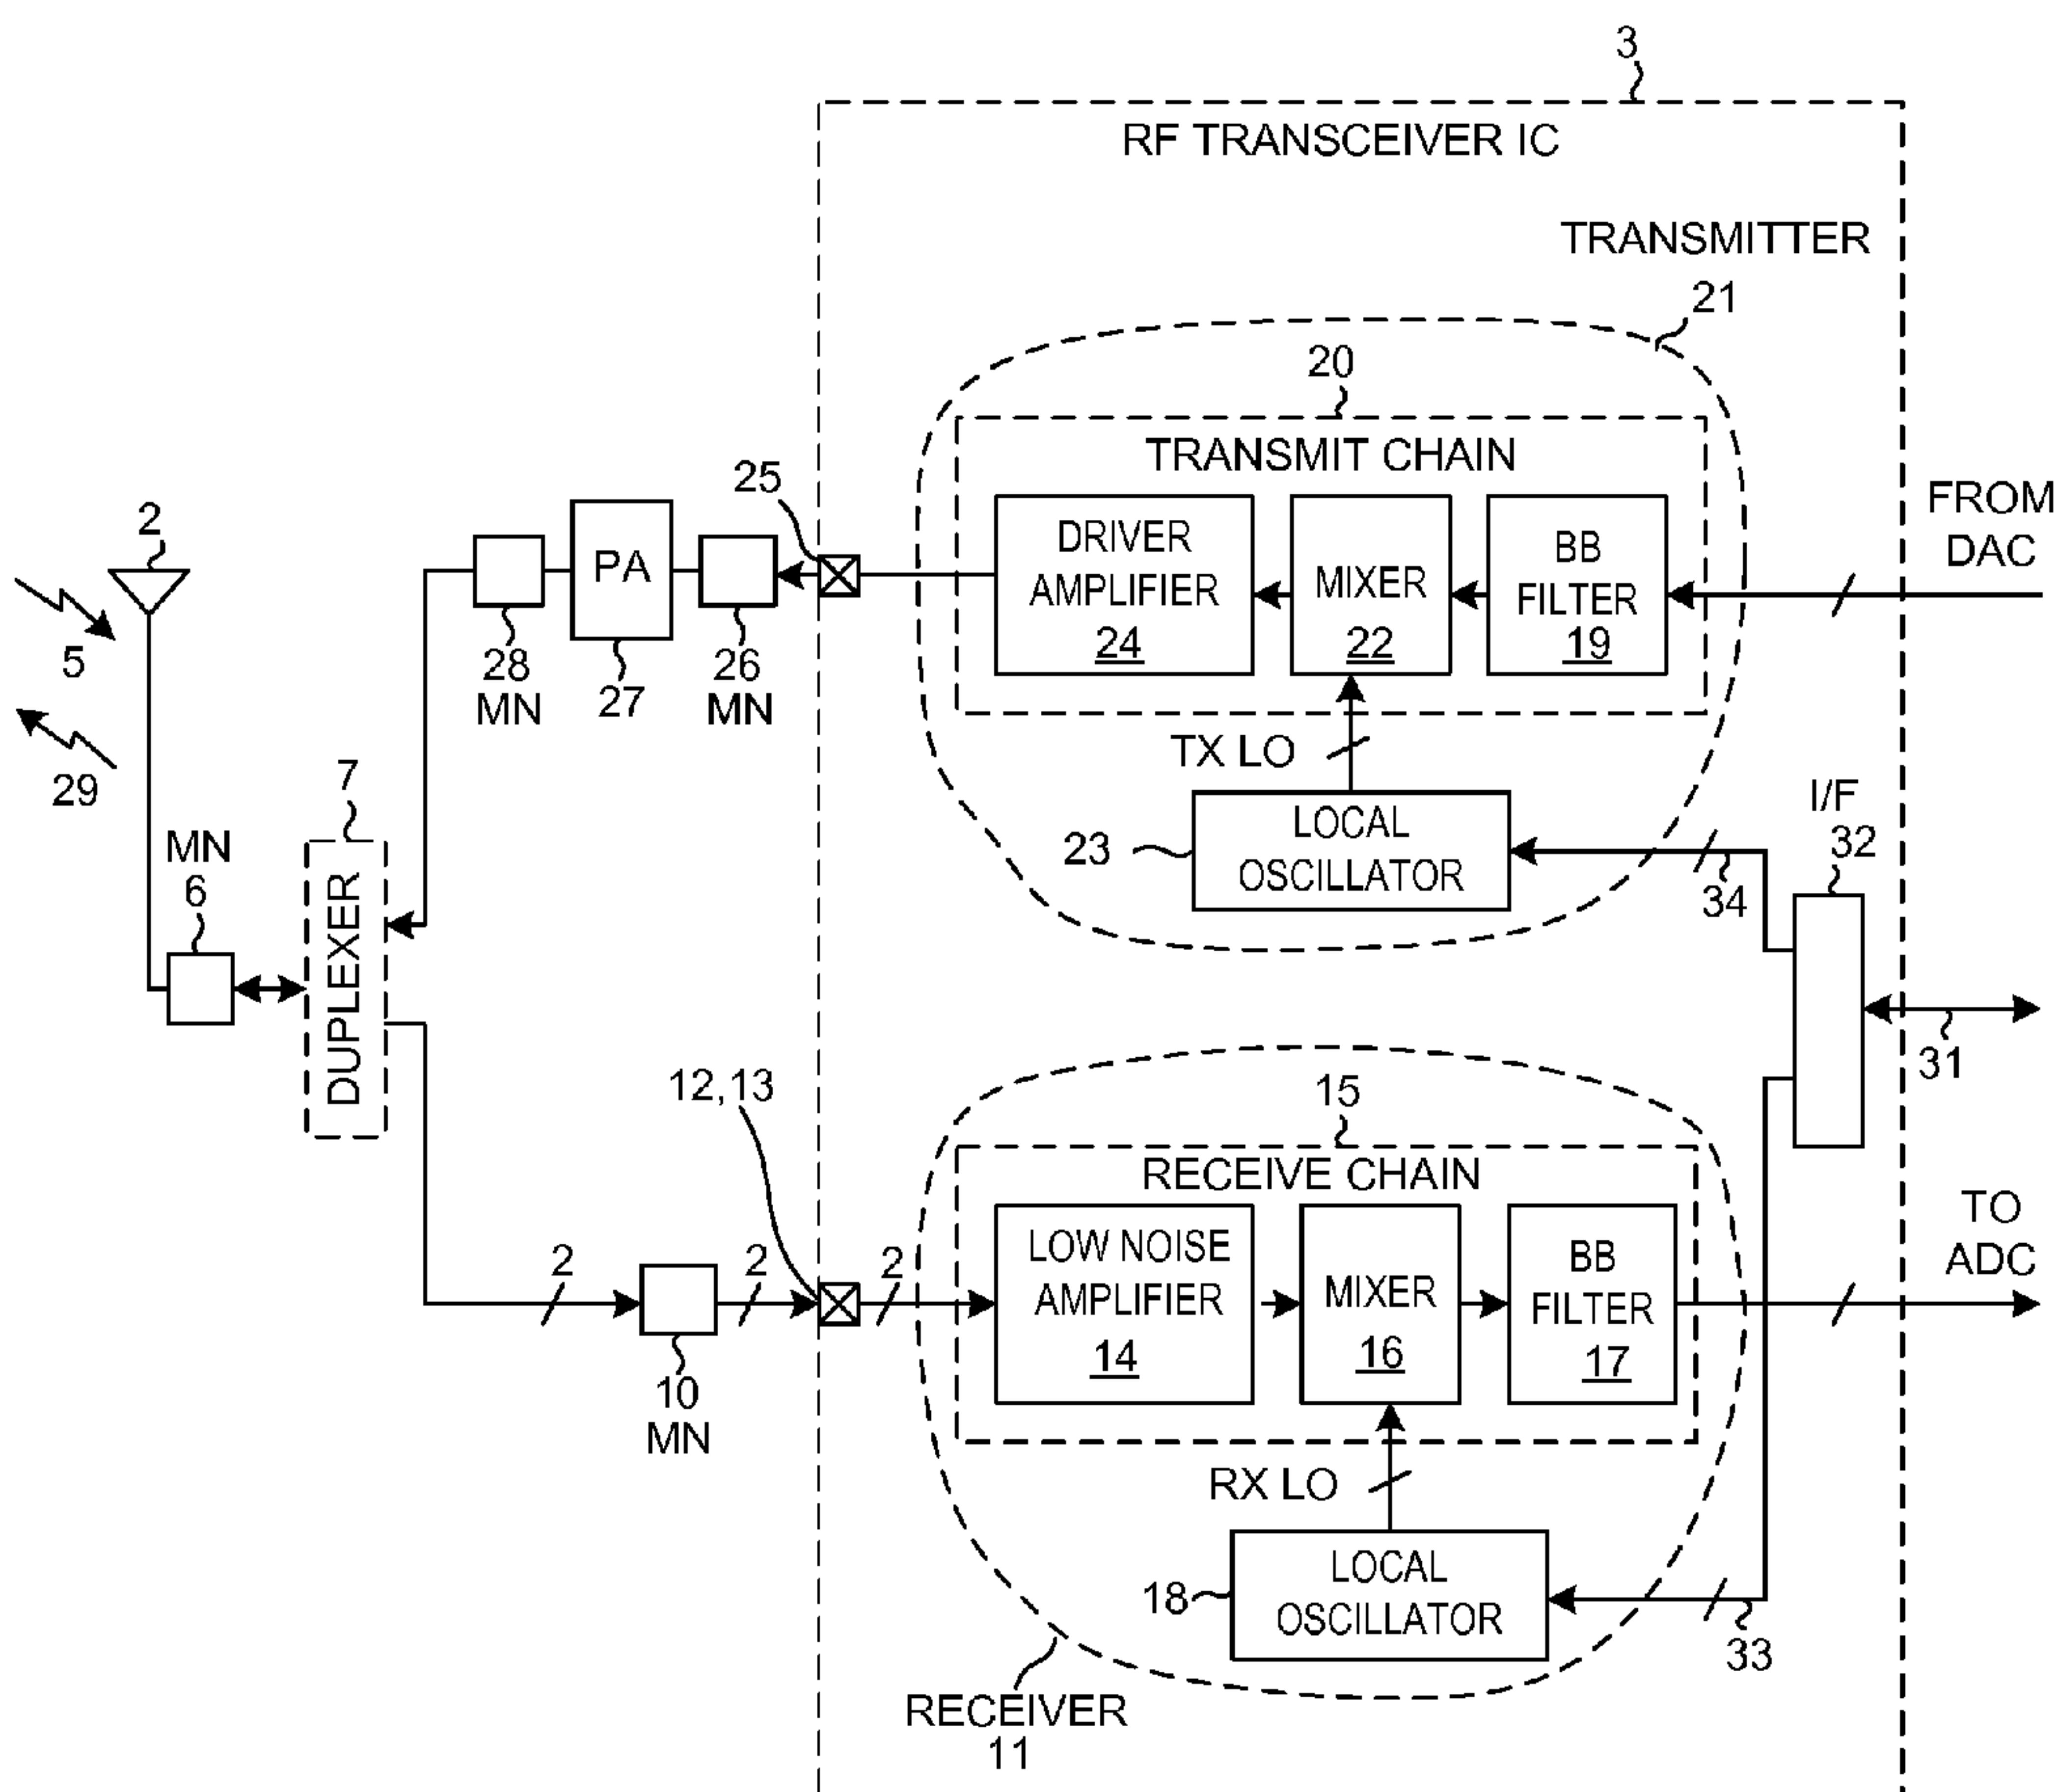 3
RF TRANSCEIVER IC
TRANSMITTER
21
20
TRANSMIT CHAIN
25
DRIVER
AMPLIFIER
24
MIXER
22
BB
FILTER
19
FROM
DAC
2
PA
28
MN
27
26
MN
5
29
TX LO
LOCAL
OSCILLATOR
23
34
I/F
32
7
MN
6
DUPLEXER
31
12,13
15
RECEIVE CHAIN
2
2
2
LOW NOISE
AMPLIFIER
14
MIXER
16
BB
FILTER
17
TO
ADC
10
MN
RX LO
LOCAL
OSCILLATOR
18
33
RECEIVER
11